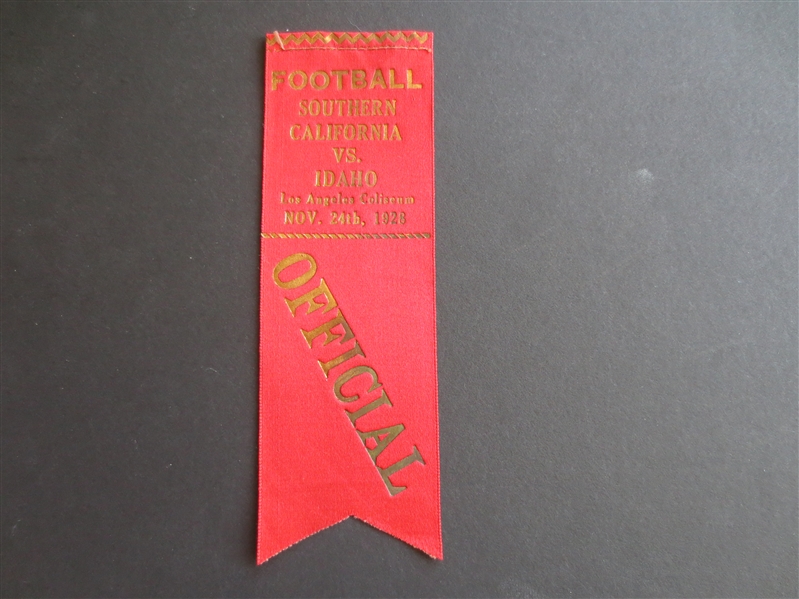 FOOTBALL
SOUTHERN
CALIFORNIA
VS.
IDAHO
Los Angeles Coliseum
NOV. 24th, 1928
OFFICIAL